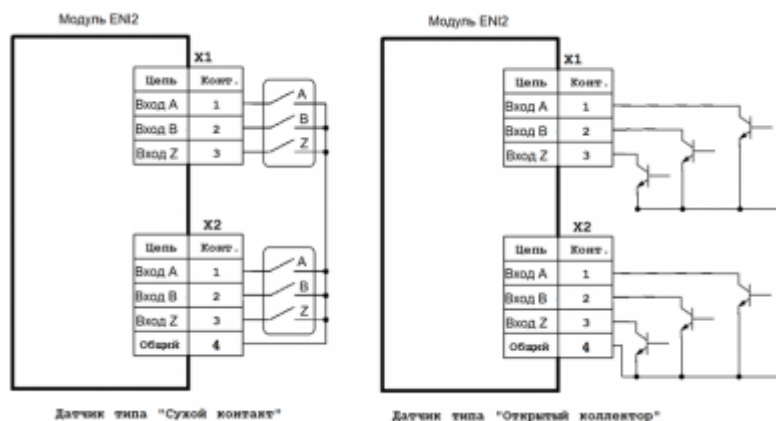 Модуль ENI2
X1
Цепь Конт.
Вход A 1
Вход B 2
Вход Z 3
A
B
Z
X2
Цепь Конт.
Вход A 1
Вход B 2
Вход Z 3
Общий 4
A
B
Z
Датчик типа "Сухой контакт"
Модуль ENI2
X1
Цепь Конт.
Вход A 1
Вход B 2
Вход Z 3
X2
Цепь Конт.
Вход A 1
Вход B 2
Вход Z 3
Общий 4
Датчик типа "Открытый коллектор"